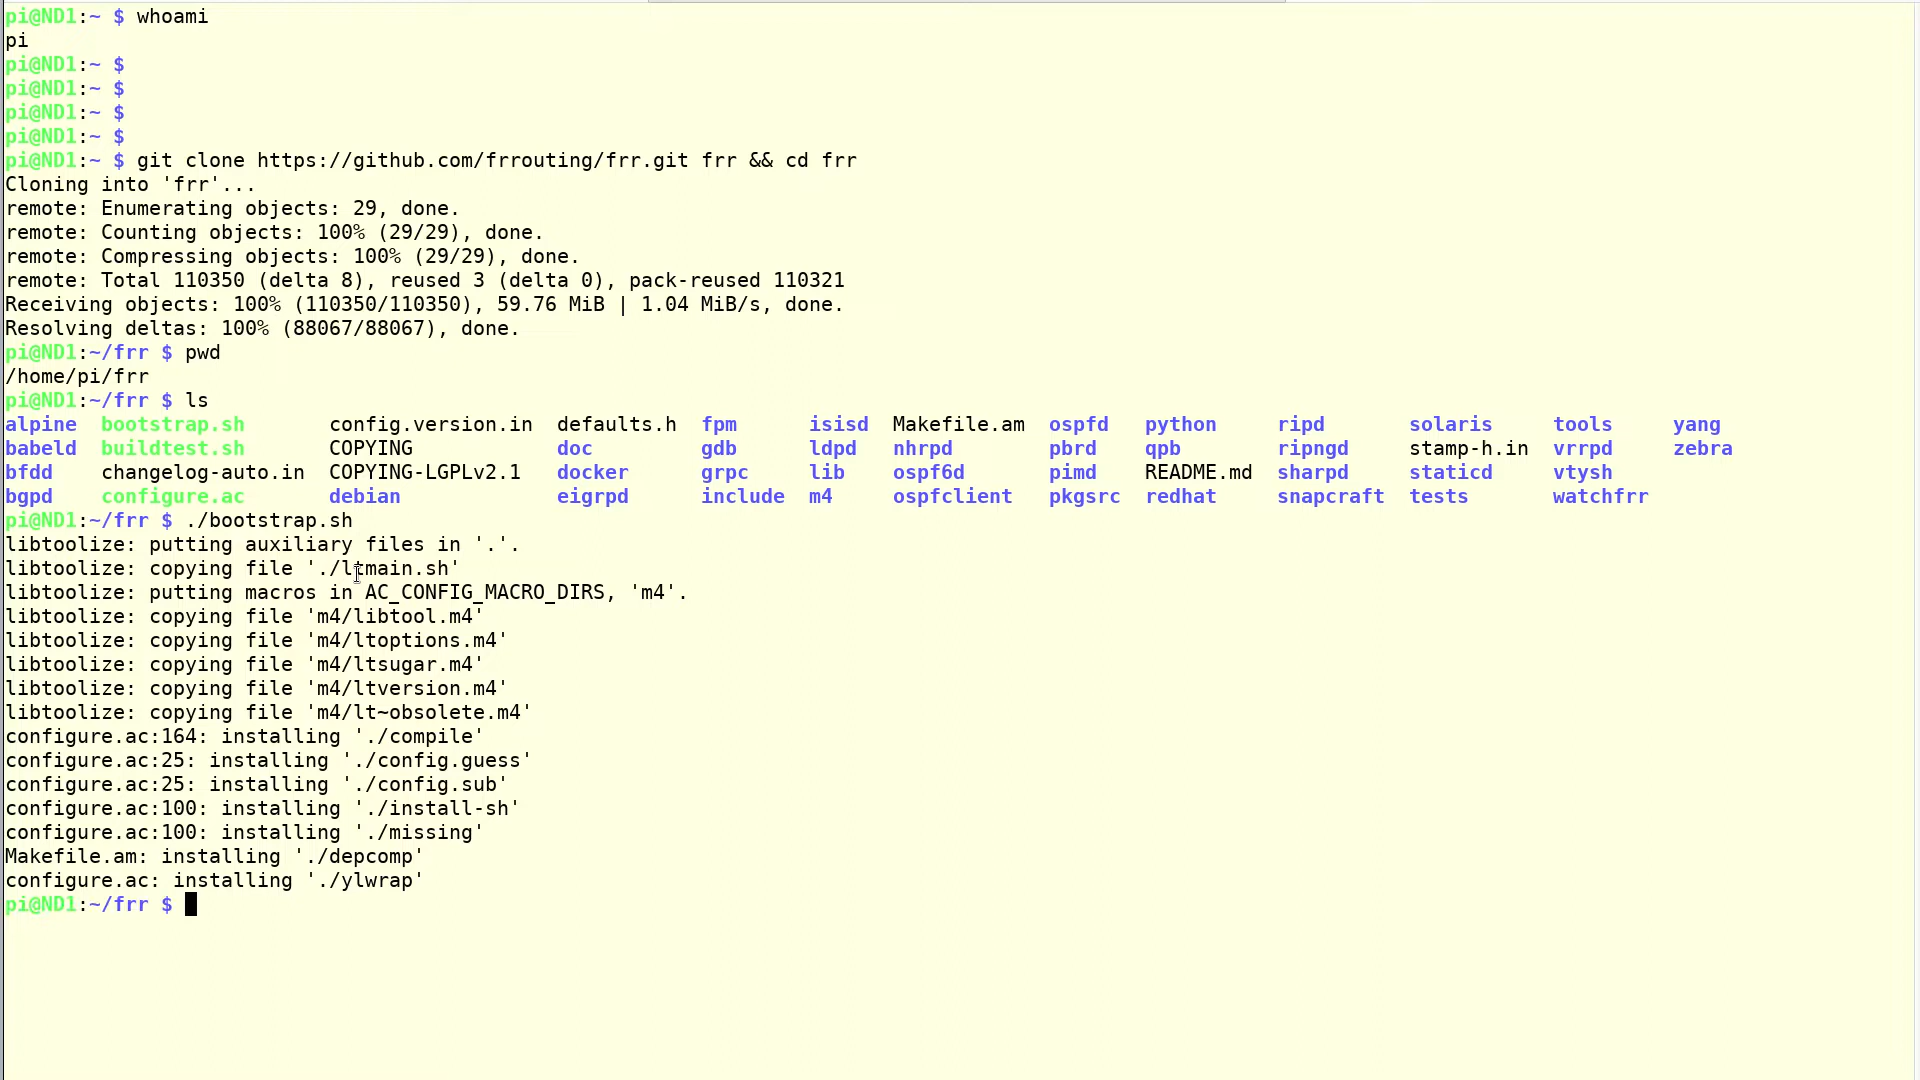 pi@ND1:~ $ whoami
pi
pi@ND1:~ $
pi@ND1:~ $
pi@ND1:~ $
pi@ND1:~ $
pi@ND1:~ $ git clone https://github.com/frrouting/frr.git frr && cd frr
Cloning into 'frr'...
remote: Enumerating objects: 29, done.
remote: Counting objects: 100% (29/29), done.
remote: Compressing objects: 100% (29/29), done.
remote: Total 110350 (delta 8), reused 3 (delta 0), pack-reused 110321
Receiving objects: 100% (110350/110350), 59.76 MiB | 1.04 MiB/s, done.
Resolving deltas: 100% (88067/88067), done.
pi@ND1:~/frr $ pwd
/home/pi/frr
pi@ND1:~/frr $ ls
alpine  bootstrap.sh       config.version.in  defaults.h  fpm      isisd  Makefile.am  ospfd   python     ripd       solaris     tools     yang
babeld  buildtest.sh       COPYING            doc         gdb      ldpd   nhrpd        pbrd    qpb        ripngd     stamp-h.in  vrrpd     zebra
bfdd    changelog-auto.in  COPYING-LGPLv2.1   docker      grpc     lib    ospf6d       pimd    README.md  sharpd     staticd     vtysh
bgpd    configure.ac       debian             eigrpd      include  m4     ospfclient   pkgsrc  redhat     snapcraft  tests       watchfrr
pi@ND1:~/frr $ ./bootstrap.sh
libtoolize: putting auxiliary files in '.'.
libtoolize: copying file './ltmain.sh'
libtoolize: putting macros in AC_CONFIG_MACRO_DIRS, 'm4'.
libtoolize: copying file 'm4/libtool.m4'
libtoolize: copying file 'm4/ltoptions.m4'
libtoolize: copying file 'm4/ltsugar.m4'
libtoolize: copying file 'm4/ltversion.m4'
libtoolize: copying file 'm4/lt~obsolete.m4'
configure.ac:164: installing './compile'
configure.ac:25: installing './config.guess'
configure.ac:25: installing './config.sub'
configure.ac:100: installing './install-sh'
configure.ac:100: installing './missing'
Makefile.am: installing './depcomp'
configure.ac: installing './ylwrap'
pi@ND1:~/frr $